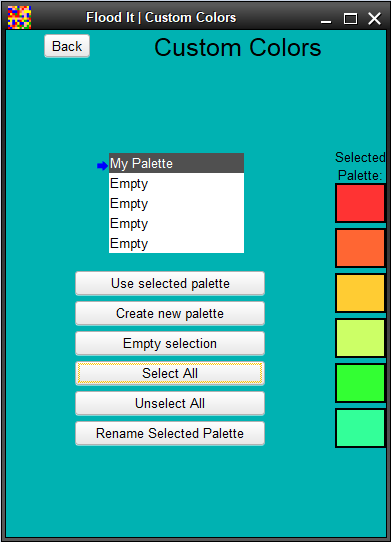 Flood It | Custom Colors
Back
Custom Colors
Selected
Palette:
My Palette
Empty
Empty
Empty
Empty
Use selected palette
Create new palette
Empty selection
Select All
Unselect All
Rename Selected Palette